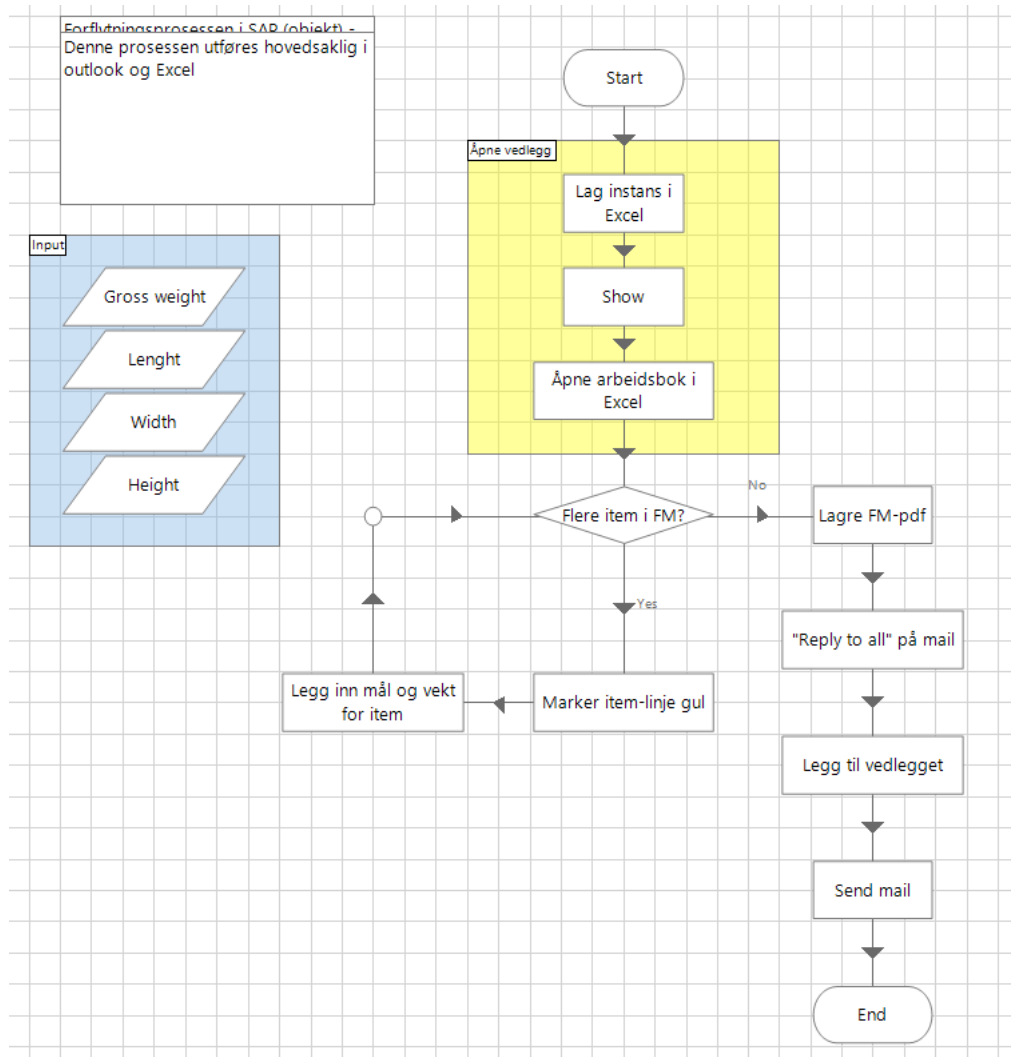 Forflytningsprosessen i SAP (objekt) -
Denne prosessen utføres hovedsaklig i
outlook og Excel
Start
Åpne vedlegg
Lag instans i
Excel
Show
Åpne arbeidsbok i
Excel
Input
Gross weight
Lenght
Width
Height
Flere item i FM?
No
Lagre FM-pdf
Yes
"Reply to all" på mail
Legg inn mål og vekt
for item
Marker item-linje gul
Legg til vedlegget
Send mail
End